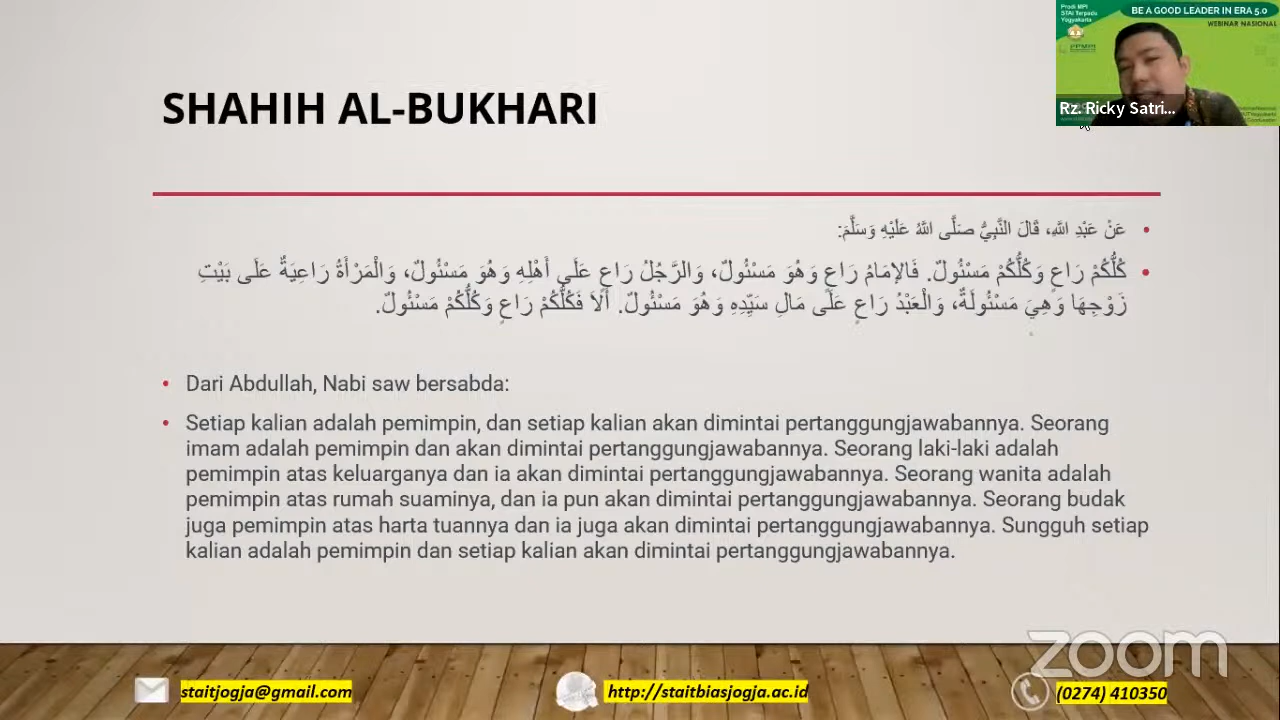 Prodi MPI
STAI Terpadu
Yogyakarta
BE A GOOD LEADER IN ERA 5.0
WEBINAR NASIONAL
Rz. Ricky Satri...
SHAHIH AL-BUKHARI
• عَنْ عَبْدِ اللَّهِ، قَالَ النَّبِيُّ صَلَّى اللَّهُ عَلَيْهِ وَسَلَّمَ:
• كُلُّكُمْ رَاعٍ وَكُلُّكُمْ مَسْئُولٌ. فَالإِمَامُ رَاعٍ وَهُوَ مَسْئُولٌ، وَالرَّجُلُ رَاعٍ عَلَى أَهْلِهِ وَهُوَ مَسْئُولٌ، وَالْمَرْأَةُ رَاعِيَةٌ عَلَى بَيْتِ
زَوْجِهَا وَهِيَ مَسْئُولَةٌ، وَالْعَبْدُ رَاعٍ عَلَى مَالِ سَيِّدِهِ وَهُوَ مَسْئُولٌ. أَلَا فَكُلُّكُمْ رَاعٍ وَكُلُّكُمْ مَسْئُولٌ.
• Dari Abdullah, Nabi saw bersabda:
• Setiap kalian adalah pemimpin, dan setiap kalian akan dimintai pertanggungjawabannya. Seorang
imam adalah pemimpin dan akan dimintai pertanggungjawabannya. Seorang laki-laki adalah
pemimpin atas keluarganya dan ia akan dimintai pertanggungjawabannya. Seorang wanita adalah
pemimpin atas rumah suaminya, dan ia pun akan dimintai pertanggungjawabannya. Seorang budak
juga pemimpin atas harta tuannya dan ia juga akan dimintai pertanggungjawabannya. Sungguh setiap
kalian adalah pemimpin dan setiap kalian akan dimintai pertanggungjawabannya.
zoom
staitjogja@gmail.com
http://staitbiasjogja.ac.id
(0274) 410350